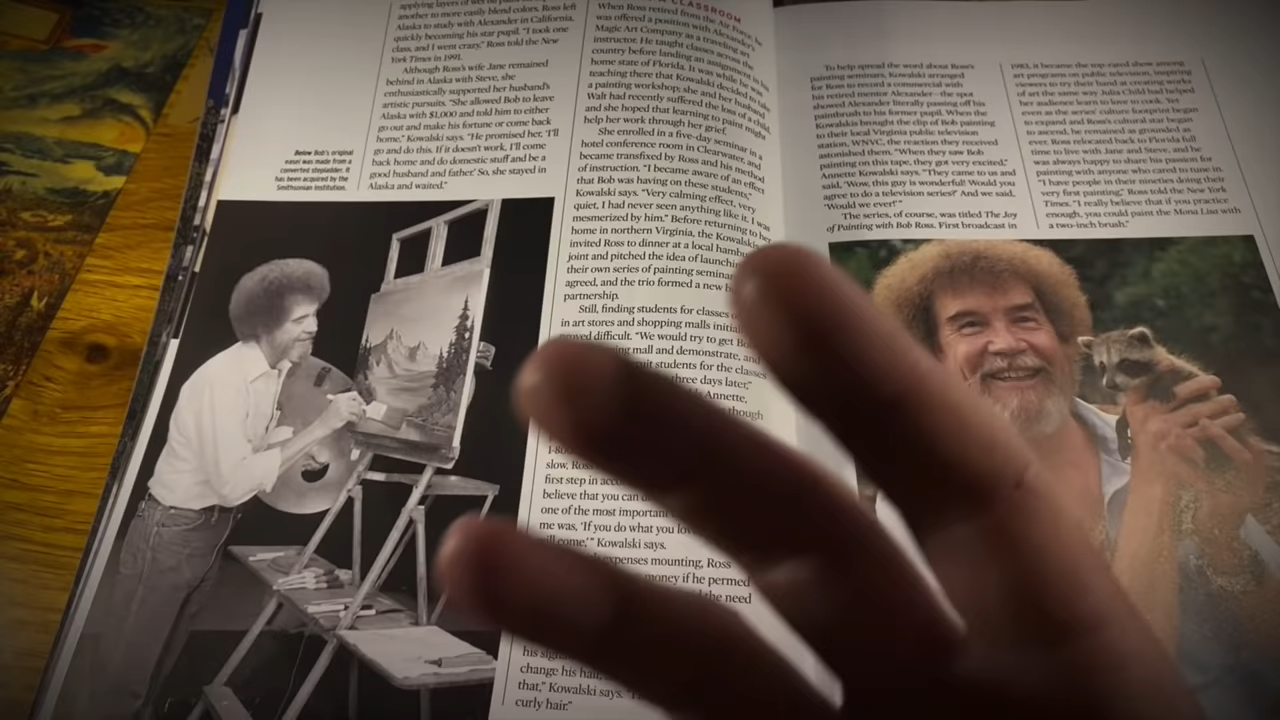 applying layers of wet
another to more easily blend colors. Ross left
Alaska to study with Alexander in California,
quickly becoming his star pupil. "I took one
class, and I went crazy," Ross told the New
York Times in 1991.
Although Ross's wife Jane remained
behind in Alaska with Steve, she
enthusiastically supported her husband's
artistic pursuits. "She allowed Bob to leave
Alaska with $1,000 and told him to either
go out and make his fortune or come back
home," Kowalski says. "He promised her, 'I'll
go and do this. If it doesn't work, I'll come
back home and do domestic stuff and be a
good husband and father.' So, she stayed in
Alaska and waited."
Below Bob's original
easel was made from a
converted stepladder. It
has been acquired by the
Smithsonian Institution.
CLASSROOM
When Ross retired from the Air Force, he
was offered a position with Alexander's
Magic Art Company as a traveling art
instructor. He taught classes across the
country before landing an assignment in his
home state of Florida. It was while he was
teaching there that Kowalski decided to take
a painting workshop; she and her husband
Walt had recently suffered the loss of a child,
and she hoped that learning to paint might
help her work through her grief.
She enrolled in a five-day seminar in a
hotel conference room in Clearwater, and
became transfixed by Ross and his method
of instruction. "I became aware of an effect
that Bob was having on these students,"
Kowalski says. "Very calming effect, very
quiet, I had never seen anything like it. I was
mesmerized by him." Before returning to her
home in northern Virginia, the Kowalskis
invited Ross to dinner at a local
joint and pitched the idea of
their own series of painting
agreed, and the trio formed a new
partnership.
Still, finding students for classes
in art stores and shopping malls
difficult. "We would try to get
mall and demonstrate, and
students for the classes
three days later,"
Annette,
though
slow, Ross
first step in
believe that you can
one of the most important
me was, 'If you do what you
come,'" Kowalski says.
expenses mounting, Ross
money if he permed
the need
his
change his hair,
that," Kowalski says.
curly hair."
To help spread the word about Ross's
painting seminars, Kowalski arranged
for Ross to record a commercial with
his retired mentor Alexander—the spot
showed Alexander literally passing off his
paintbrush to his former pupil. When the
Kowalskis brought the clip of Bob painting
to their local Virginia public television
station, WNVC, the reaction they received
astonished them. "When they saw Bob
painting on this tape, they got very excited,"
Annette Kowalski says. "They came to us and
said, 'Wow, this guy is wonderful! Would you
agree to do a television series?' And we said,
'Would we ever!'"
The series, of course, was titled The Joy
of Painting with Bob Ross. First broadcast in
1983, it became the top-rated show among
art programs on public television, inspiring
viewers to try their hand at creating works
of art the same way Julia Child had helped
her audience learn to love to cook. Yet
even as the series' culture footprint began
to expand and Ross's cultural star began
to ascend, he remained as grounded as
ever. Ross relocated back to Florida full
time to live with Jane and Steve, and he
was always happy to share his passion for
painting with anyone who cared to tune in.
"I have people in their nineties doing their
very first painting," Ross told the New York
Times. "I really believe that if you practice
enough, you could paint the Mona Lisa with
a two-inch brush."